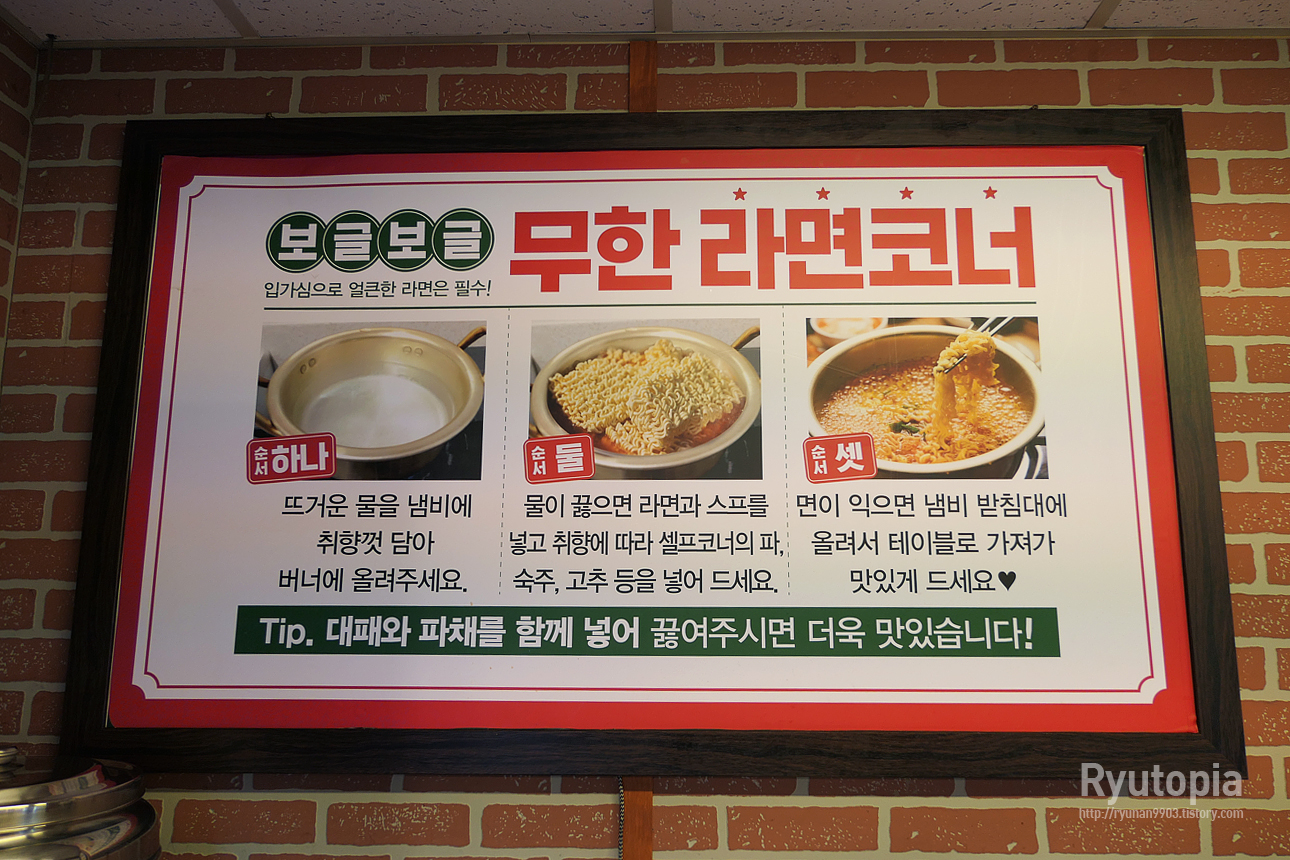 보글보글 무한 라면코너
입가심으로 얼큰한 라면은 필수!
순서 하나
뜨거운 물을 냄비에
취향껏 담아
버너에 올려주세요.
순서 둘
물이 끓으면 라면과 스프를
넣고 취향에 따라 셀프코너의 파,
숙주, 고추 등을 넣어 드세요.
순서 셋
면이 익으면 냄비 받침대에
올려서 테이블로 가져가
맛있게 드세요♥
Tip. 대패와 파채를 함께 넣어 끓여주시면 더욱 맛있습니다!
Ryutopia
http://ryunan9903.tistory.com